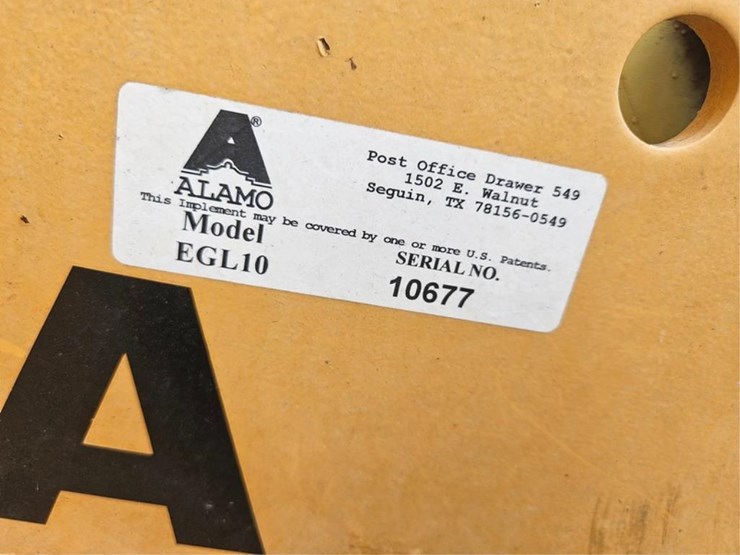 A®
ALAMO
Post Office Drawer 549
1502 E. Walnut
Seguin, TX 78156-0549
This Implement may be covered by one or more U.S. Patents.
Model
EGL10
SERIAL NO.
10677
A